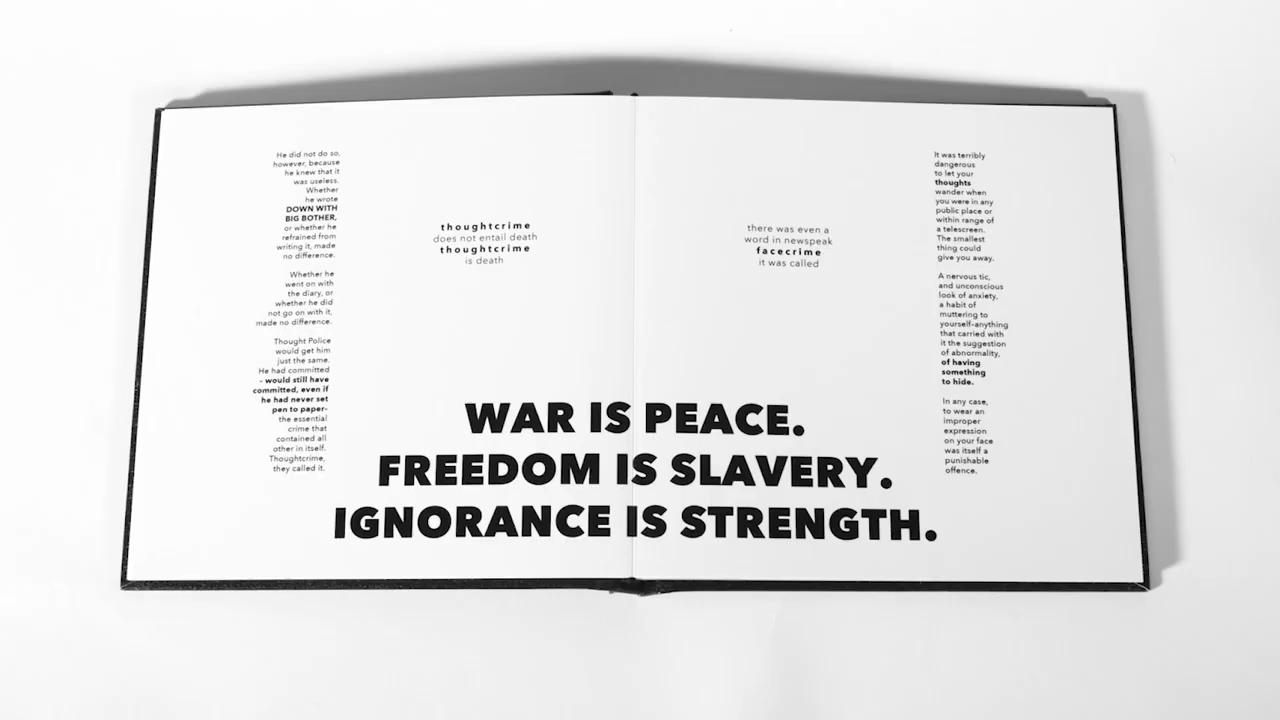 He did not do so,
however, because
he knew that it
was useless.
Whether
he wrote
DOWN WITH
BIG BOTHER,
or whether he
refrained from
writing it, made
no difference.
Whether he
went on with
the diary, or
whether he did
not go on with it,
made no difference.
Thought Police
would get him
just the same.
He had committed
- would still have
committed, even if
he had never set
pen to paper-
the essential
crime that
contained all
other in itself.
Thoughtcrime,
they called it.
thoughtcrime
does not entail death
thoughtcrime
is death
there was even a
word in newspeak
facecrime
it was called
It was terribly
dangerous
to let your
thoughts
wander when
you were in any
public place or
within range of
a telescreen.
The smallest
thing could
give you away.
A nervous tic,
and unconscious
look of anxiety,
a habit of
muttering to
yourself-anything
that carried with
it the suggestion
of abnormality,
of having
something
to hide.
In any case,
to wear an
improper
expression
on your face
was itself a
punishable
offence.
WAR IS PEACE.
FREEDOM IS SLAVERY.
IGNORANCE IS STRENGTH.